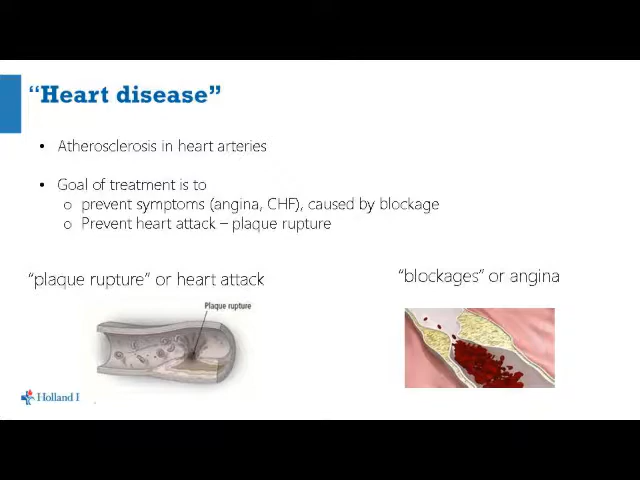 “Heart disease”
• Atherosclerosis in heart arteries
• Goal of treatment is to
o prevent symptoms (angina, CHF), caused by blockage
o Prevent heart attack – plaque rupture
“plaque rupture” or heart attack
“blockages” or angina
Plaque rupture
Holland